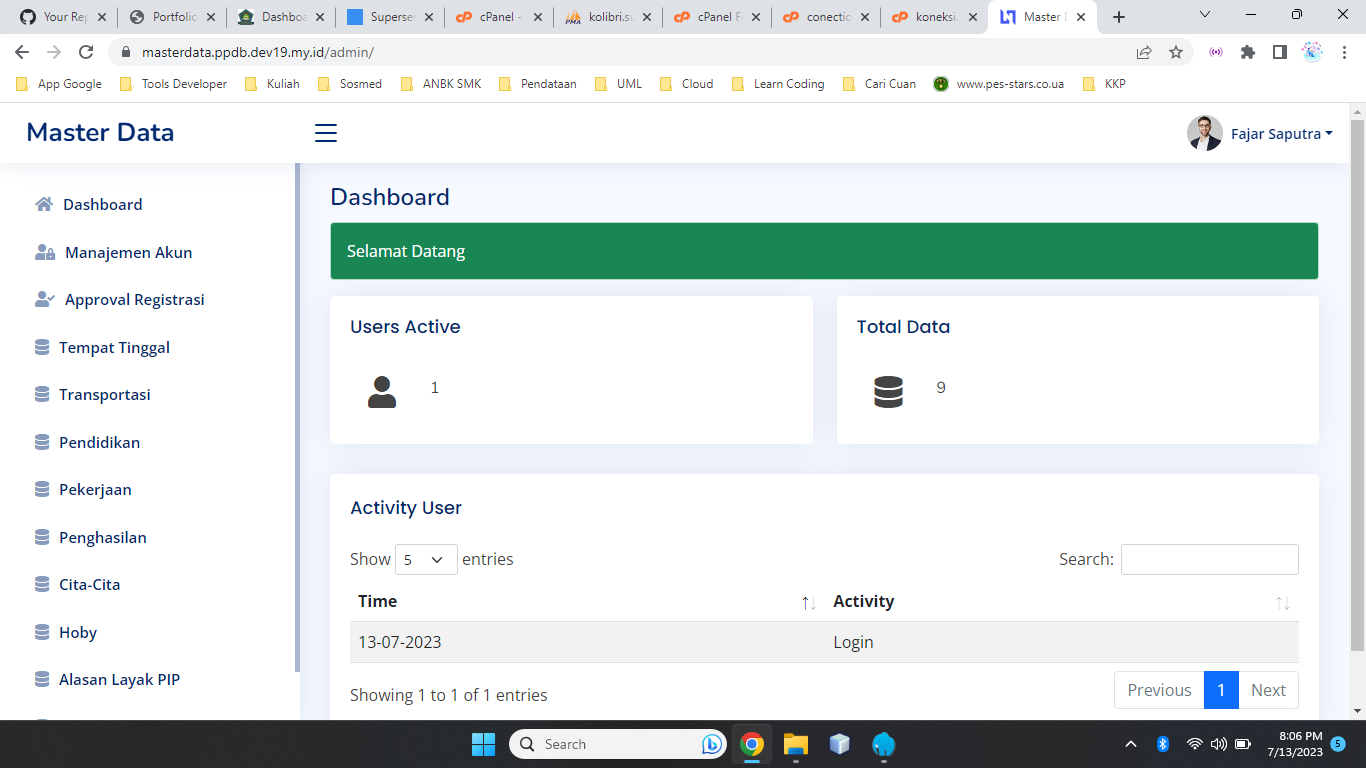 Your Rep
Portfolio
Dashboa
Superse
cPanel -
kolibri.su
cPanel F
conectio
koneksi.
Master D
masterdata.ppdb.dev19.my.id/admin/
App Google
Tools Developer
Kuliah
Sosmed
ANBK SMK
Pendataan
UML
Cloud
Learn Coding
Cari Cuan
www.pes-stars.co.ua
KKP
Master Data
Fajar Saputra
Dashboard
Manajemen Akun
Approval Registrasi
Tempat Tinggal
Transportasi
Pendidikan
Pekerjaan
Penghasilan
Cita-Cita
Hoby
Alasan Layak PIP
Dashboard
Selamat Datang
Users Active
1
Total Data
9
Activity User
Show 5 entries
Search:
Time Activity
13-07-2023 Login
Showing 1 to 1 of 1 entries
Previous 1 Next
Search
8:06 PM
7/13/2023
5